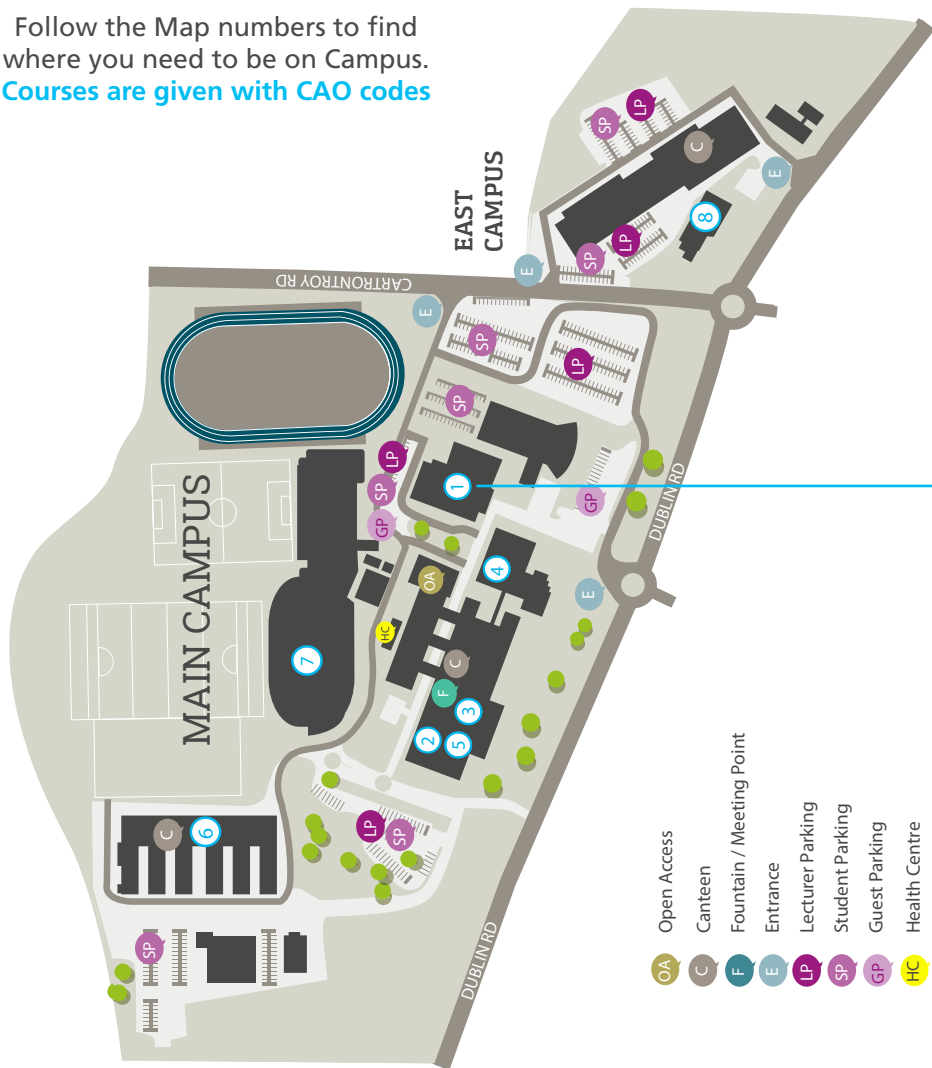 Follow the Map numbers to find
where you need to be on Campus.
Courses are given with CAO codes
EAST
CAMPUS
MAIN CAMPUS
CARTRONTROY RD
DUBLIN RD
DUBLIN RD
SP
LP
C
E
8
LP
SP
E
E
SP
LP
SP
LP
SP
GP
1
GP
OA
4
E
HC
7
C
F
3
2
5
C
6
LP
SP
SP
OA Open Access
C Canteen
F Fountain / Meeting Point
E Entrance
LP Lecturer Parking
SP Student Parking
GP Guest Parking
HC Health Centre